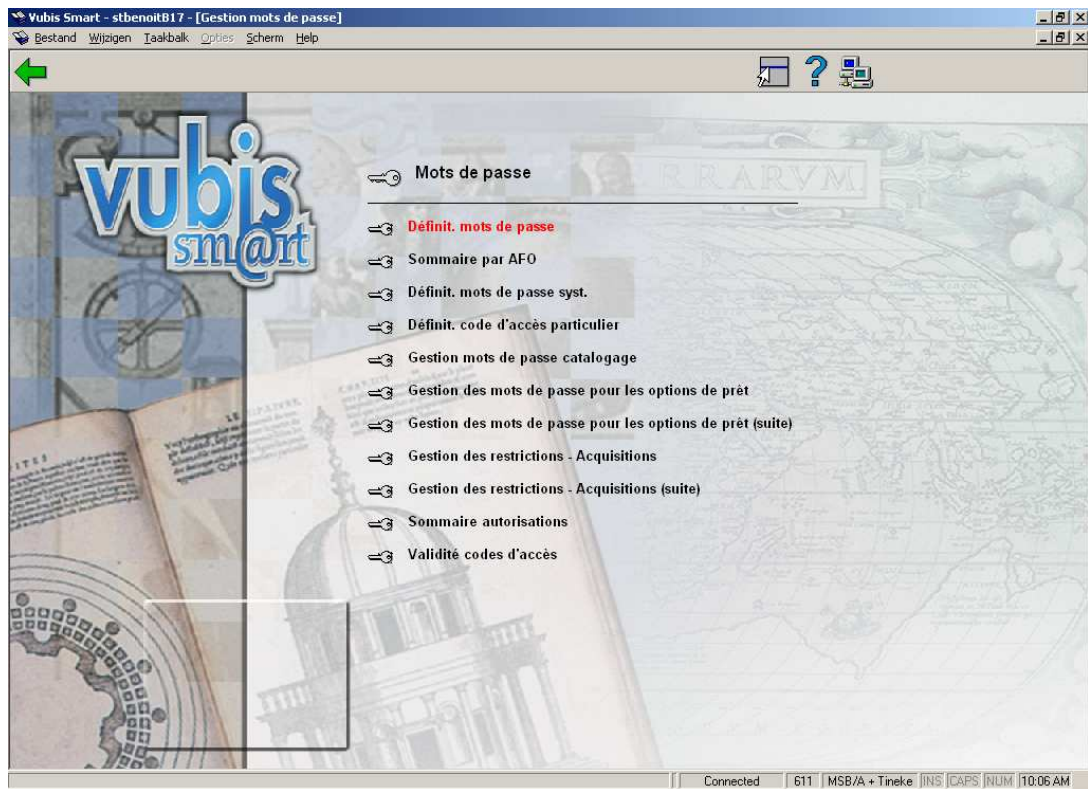 Vubis Smart - stbenoitB17 - [Gestion mots de passe]
Bestand Wijzigen Taakbalk Opties Scherm Help
vubis
sm@rt
RRARVM
Mots de passe
Définit. mots de passe
Sommaire par AFO
Définit. mots de passe syst.
Définit. code d'accès particulier
Gestion mots de passe catalogage
Gestion des mots de passe pour les options de prêt
Gestion des mots de passe pour les options de prêt (suite)
Gestion des restrictions - Acquisitions
Gestion des restrictions - Acquisitions (suite)
Sommaire autorisations
Validité codes d'accès
Connected 611 MSB/A + Tineke INS CAPS NUM 10:06 AM